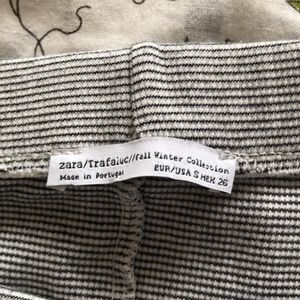 zara/Trafaluc//Fall Winter Collection
Made in Portugal EUR/USA S MEX 26